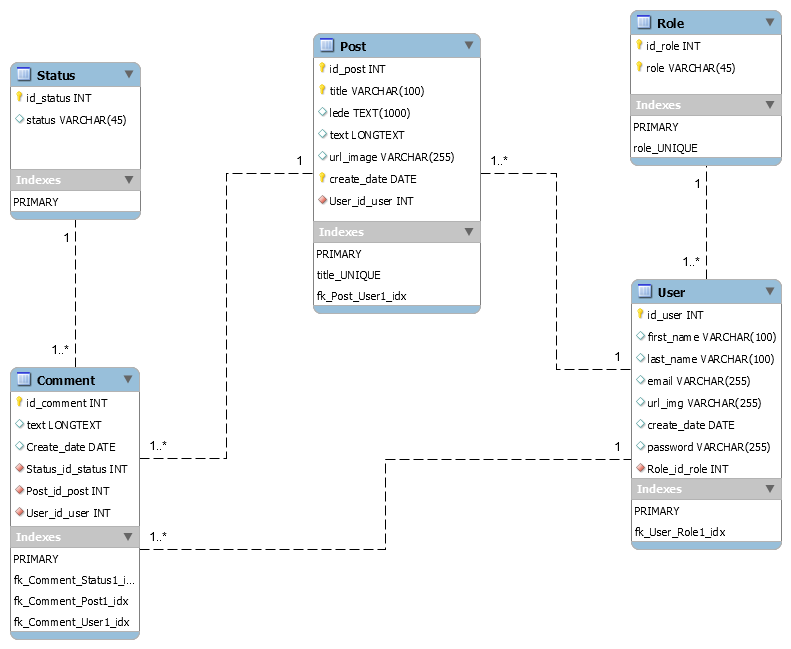 Status
id_status INT
status VARCHAR(45)
Indexes
PRIMARY
1
1..*
Comment
id_comment INT
text LONGTEXT
Create_date DATE
Status_id_status INT
Post_id_post INT
User_id_user INT
Indexes
PRIMARY
fk_Comment_Status1_i...
fk_Comment_Post1_idx
fk_Comment_User1_idx
1..*
1..*
1
Post
id_post INT
title VARCHAR(100)
lede TEXT(1000)
text LONGTEXT
url_image VARCHAR(255)
create_date DATE
User_id_user INT
Indexes
PRIMARY
title_UNIQUE
fk_Post_User1_idx
1..*
1
1
Role
id_role INT
role VARCHAR(45)
Indexes
PRIMARY
role_UNIQUE
1
1..*
User
id_user INT
first_name VARCHAR(100)
last_name VARCHAR(100)
email VARCHAR(255)
url_img VARCHAR(255)
create_date DATE
password VARCHAR(255)
Role_id_role INT
Indexes
PRIMARY
fk_User_Role1_idx